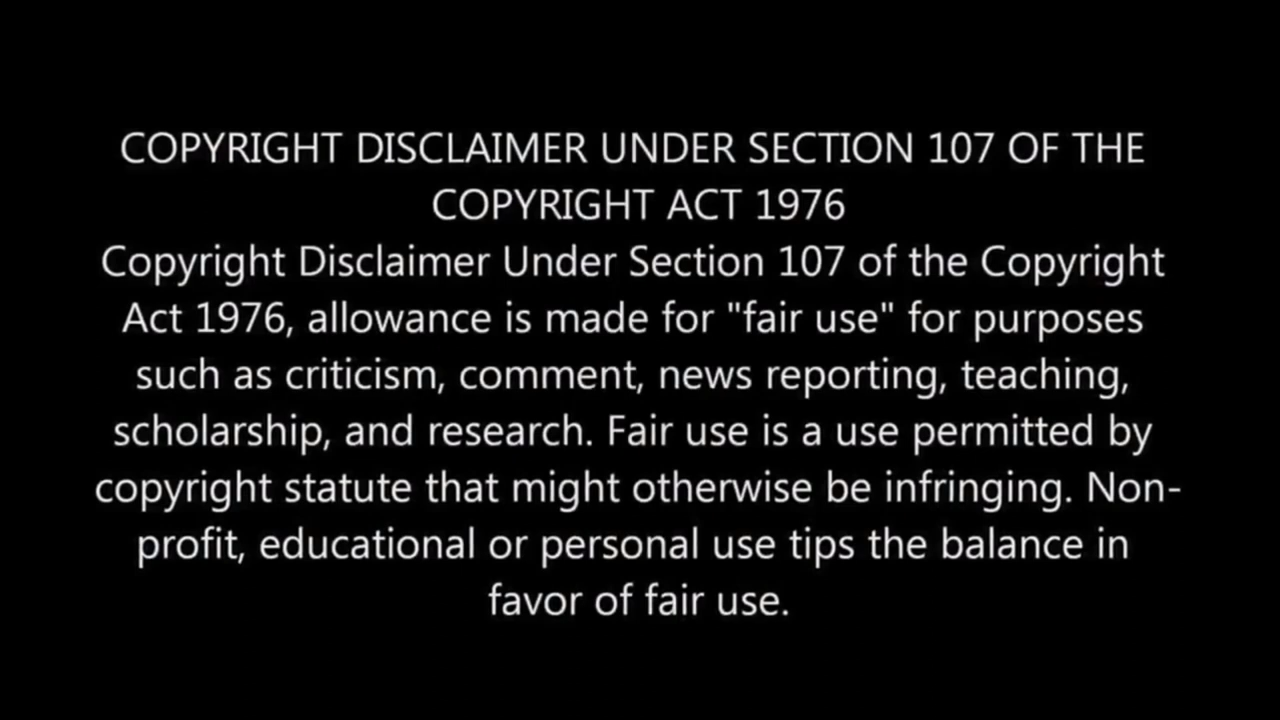 COPYRIGHT DISCLAIMER UNDER SECTION 107 OF THE
COPYRIGHT ACT 1976
Copyright Disclaimer Under Section 107 of the Copyright
Act 1976, allowance is made for "fair use" for purposes
such as criticism, comment, news reporting, teaching,
scholarship, and research. Fair use is a use permitted by
copyright statute that might otherwise be infringing. Non-
profit, educational or personal use tips the balance in
favor of fair use.